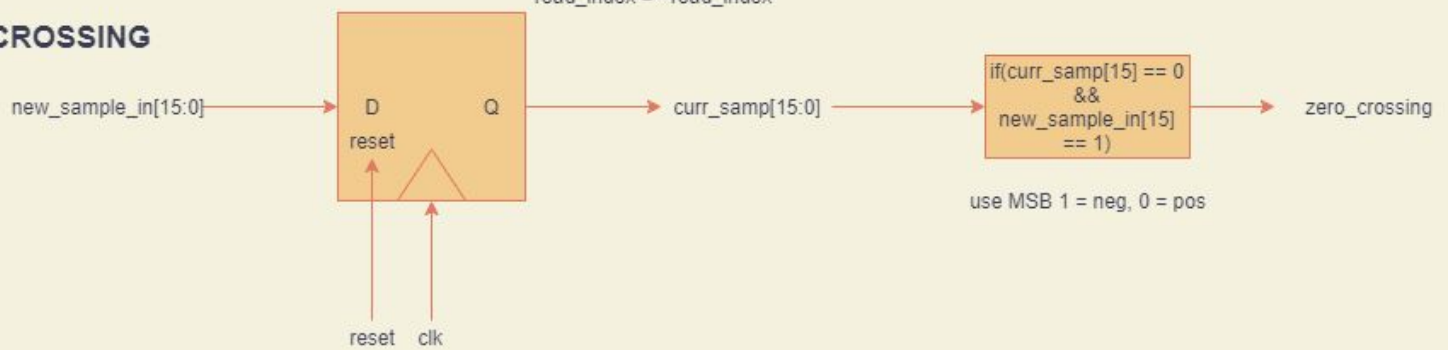 CROSSING
new_sample_in[15:0]
D
Q
reset
curr_samp[15:0]
if(curr_samp[15] == 0
&&
new_sample_in[15]
== 1)
zero_crossing
use MSB 1 = neg, 0 = pos
reset
clk